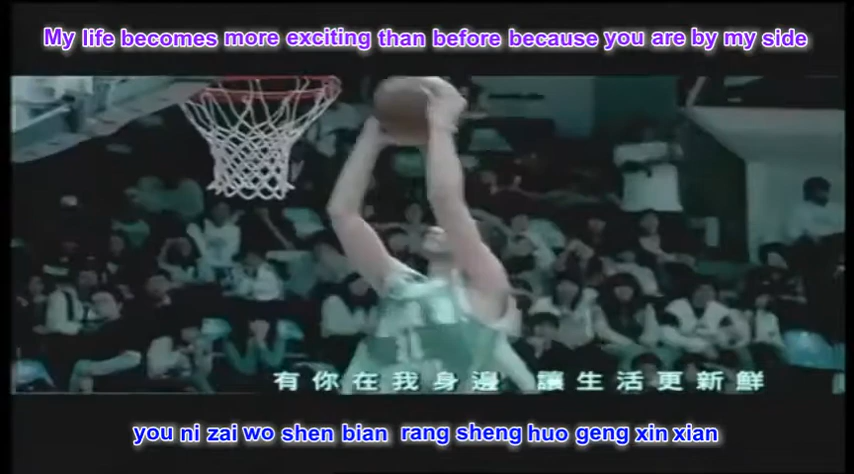 My life becomes more exciting than before because you are by my side
有你在我身邊 讓生活更新鮮
you ni zai wo shen bian rang sheng huo geng xin xian